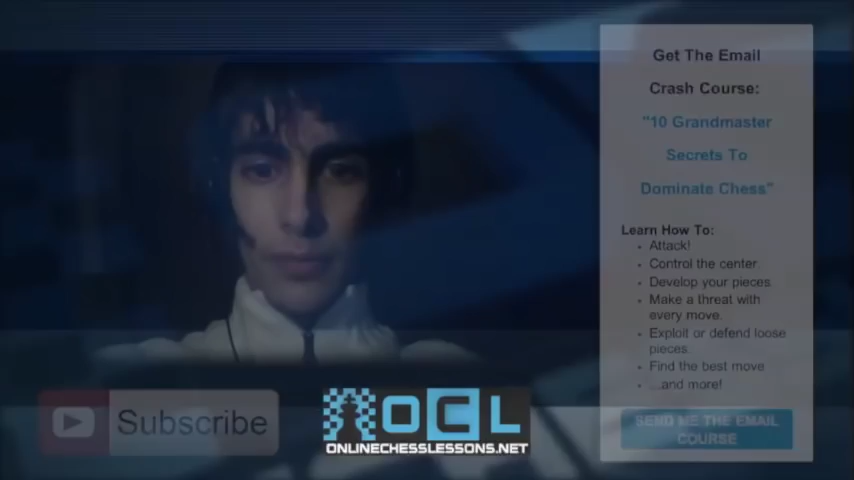 Get The Email
Crash Course:
"10 Grandmaster
Secrets To
Dominate Chess"
Learn How To:
• Attack!
• Control the center.
• Develop your pieces.
• Make a threat with
every move.
• Exploit or defend loose
pieces.
• Find the best move
• ...and more!
SEND ME THE EMAIL
COURSE
Subscribe
OCL
ONLINECHESSLESSONS.NET